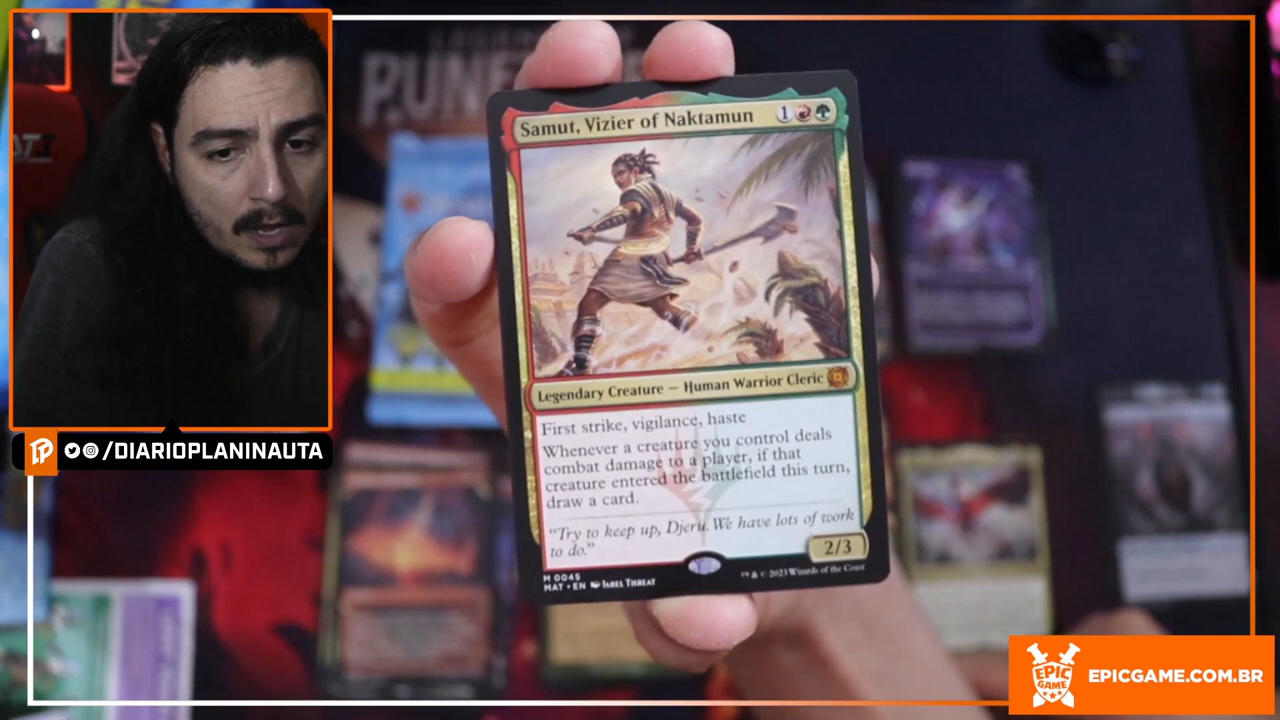 Samut, Vizier of Naktamun
1
Legendary Creature — Human Warrior Cleric
First strike, vigilance, haste
Whenever a creature you control deals
combat damage to a player, if that
creature entered the battlefield this turn,
draw a card.
“Try to keep up, Djeru. We have lots of work
to do.”
2/3
M 0045
MAT • EN IZABEL THREAT
™ & © 2023 Wizards of the Coast
/DIARIOPLANINAUTA
EPIC
GAME
EPICGAME.COM.BR